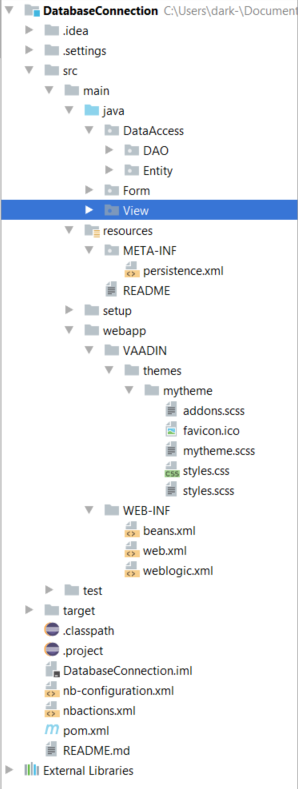 DatabaseConnection C:\Users\dark-\Document
.idea
.settings
src
main
java
DataAccess
DAO
Entity
Form
View
resources
META-INF
persistence.xml
README
setup
webapp
VAADIN
themes
mytheme
addons.scss
favicon.ico
mytheme.scss
styles.css
styles.scss
WEB-INF
beans.xml
web.xml
weblogic.xml
test
target
.classpath
.project
DatabaseConnection.iml
nb-configuration.xml
nbactions.xml
pom.xml
README.md
External Libraries